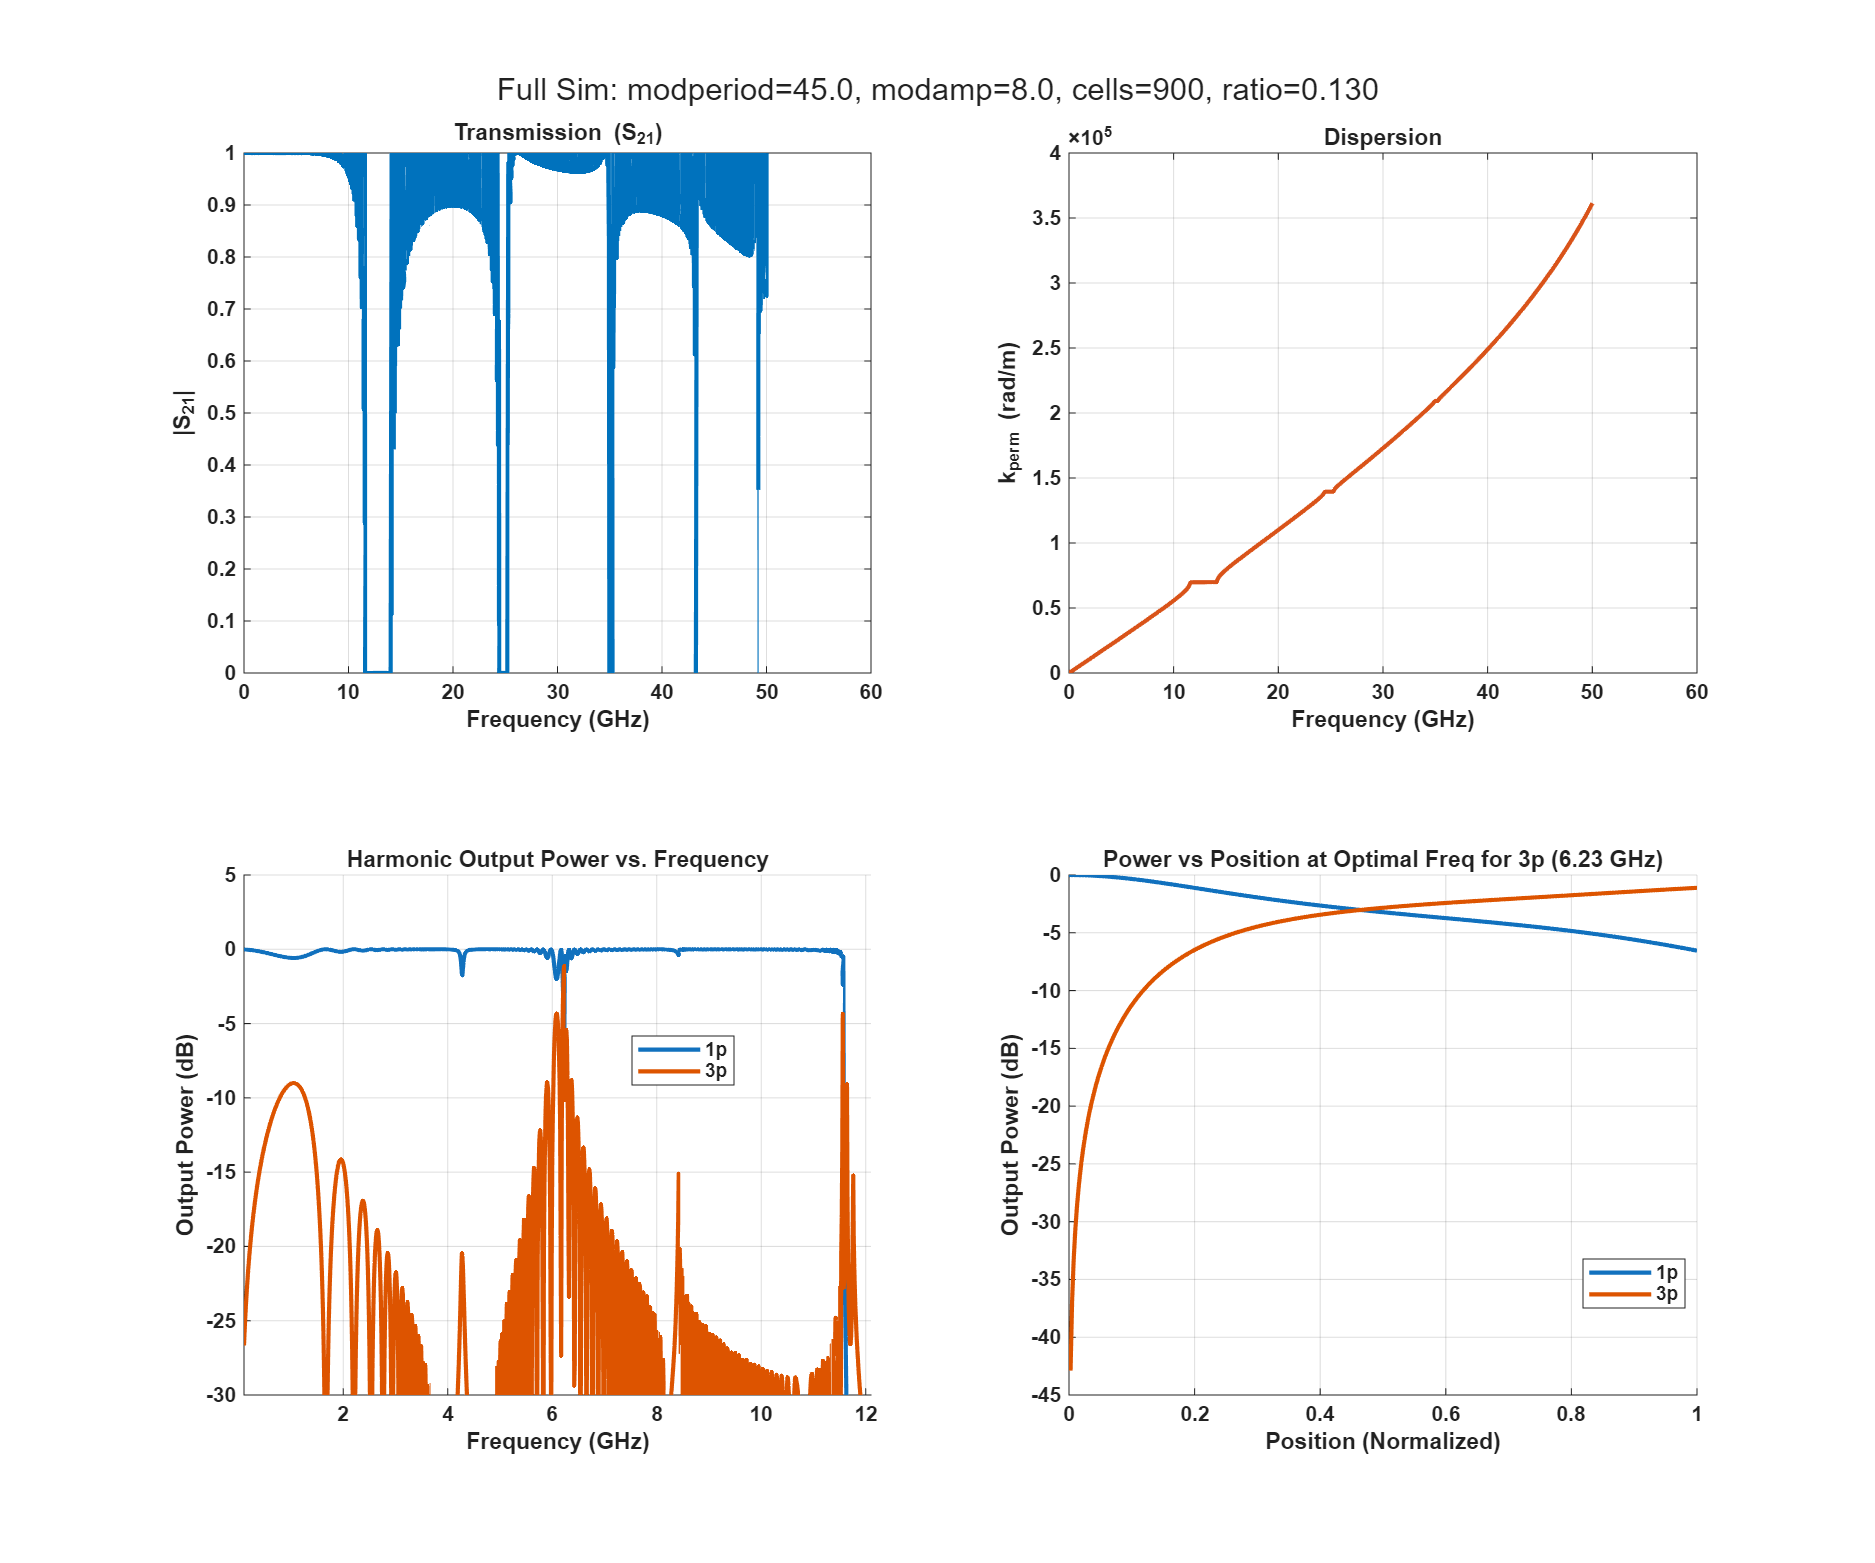 Full Sim: modperiod=45.0, modamp=8.0, cells=900, ratio=0.130
Transmission (S21)
1
0.9
0.8
0.7
0.6
0.5
0.4
0.3
0.2
0.1
0
|S21|
0 10 20 30 40 50 60
Frequency (GHz)
Dispersion
×10⁵
4
3.5
3
2.5
2
1.5
1
0.5
0
kperm (rad/m)
0 10 20 30 40 50 60
Frequency (GHz)
Harmonic Output Power vs. Frequency
5
0
-5
-10
-15
-20
-25
-30
Output Power (dB)
1p
3p
2 4 6 8 10 12
Frequency (GHz)
Power vs Position at Optimal Freq for 3p (6.23 GHz)
0
-5
-10
-15
-20
-25
-30
-35
-40
-45
Output Power (dB)
1p
3p
0 0.2 0.4 0.6 0.8 1
Position (Normalized)